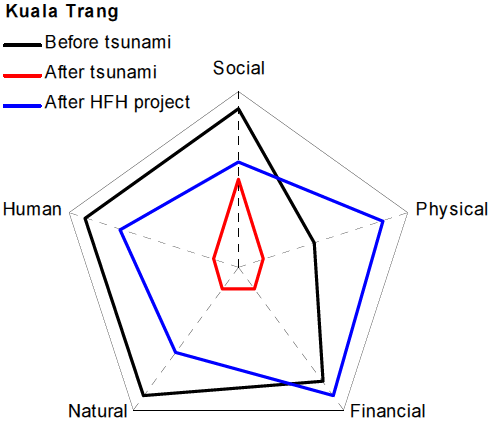 Kuala Trang
Before tsunami
After tsunami
After HFH project
Social
Human
Physical
Natural
Financial